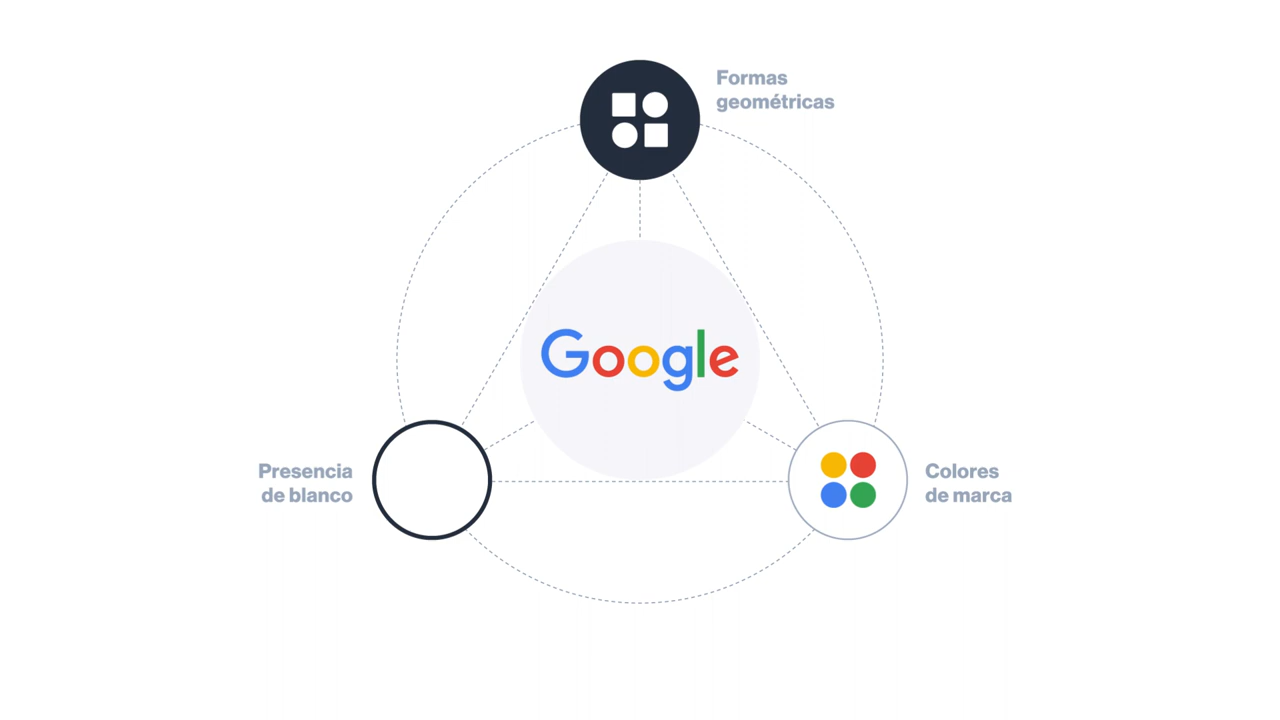 Formas
geométricas
Google
Presencia
de blanco
Colores
de marca